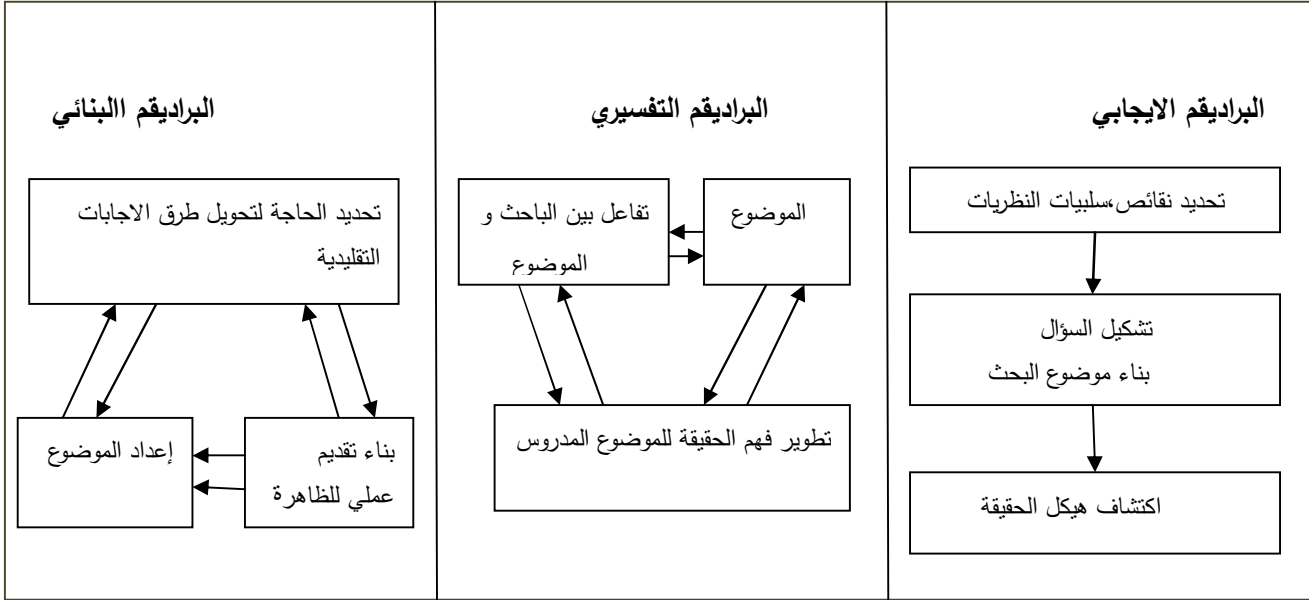 البراديقم الايجابي
تحديد نقائص،سلبيات النظريات
تشكيل السؤال
بناء موضوع البحث
اكتشاف هيكل الحقيقة
البراديقم التفسيري
الموضوع
تفاعل بين الباحث و
الموضوع
تطوير فهم الحقيقة للموضوع المدروس
البراديقم االبنائي
تحديد الحاجة لتحويل طرق الاجابات
التقليدية
بناء تقديم
عملي للظاهرة
إعداد الموضوع